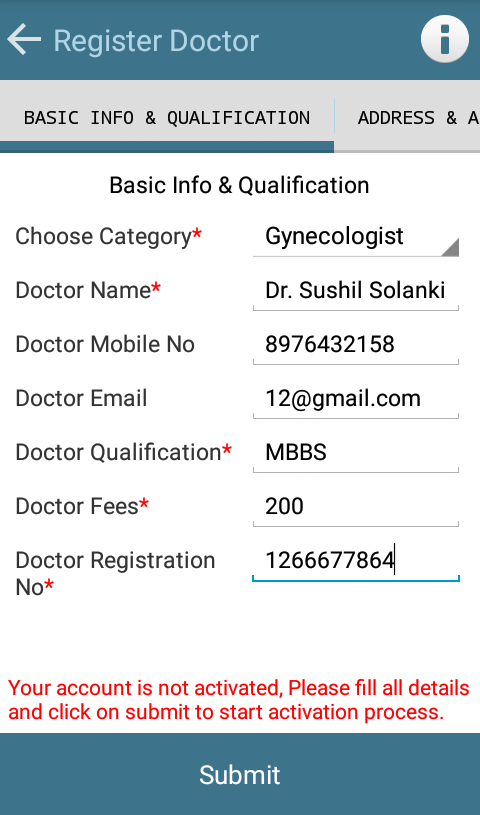 Register Doctor
BASIC INFO & QUALIFICATION
ADDRESS & A
Basic Info & Qualification
Choose Category* Gynecologist
Doctor Name* Dr. Sushil Solanki
Doctor Mobile No 8976432158
Doctor Email 12@gmail.com
Doctor Qualification* MBBS
Doctor Fees* 200
Doctor Registration 1266677864
No*
Your account is not activated, Please fill all details
and click on submit to start activation process.
Submit